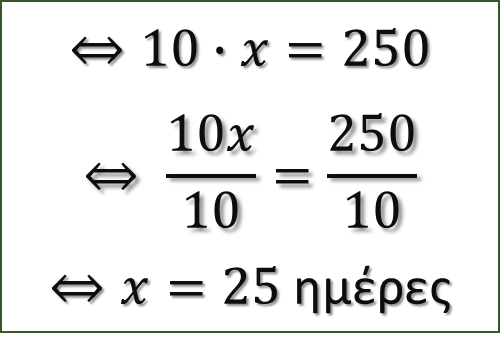 ⇔ 10 · x = 250
⇔ 10x/10 = 250/10
⇔ x = 25 ημέρες